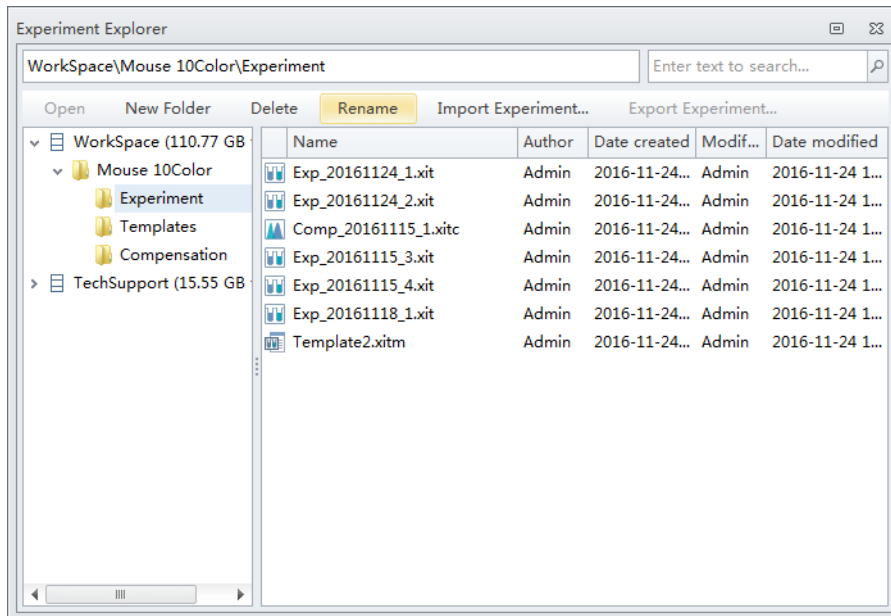 Experiment Explorer
WorkSpace\Mouse 10Color\Experiment
Enter text to search...
Open New Folder Delete Rename Import Experiment... Export Experiment...
WorkSpace (110.77 GB
Mouse 10Color
Experiment
Templates
Compensation
TechSupport (15.55 GB
Name Author Date created Modif... Date modified
Exp_20161124_1.xit Admin 2016-11-24... Admin 2016-11-24 1...
Exp_20161124_2.xit Admin 2016-11-24... Admin 2016-11-24 1...
Comp_20161115_1.xitc Admin 2016-11-24... Admin 2016-11-24 1...
Exp_20161115_3.xit Admin 2016-11-24... Admin 2016-11-24 1...
Exp_20161115_4.xit Admin 2016-11-24... Admin 2016-11-24 1...
Exp_20161118_1.xit Admin 2016-11-24... Admin 2016-11-24 1...
Template2.xitm Admin 2016-11-24... Admin 2016-11-24 1...